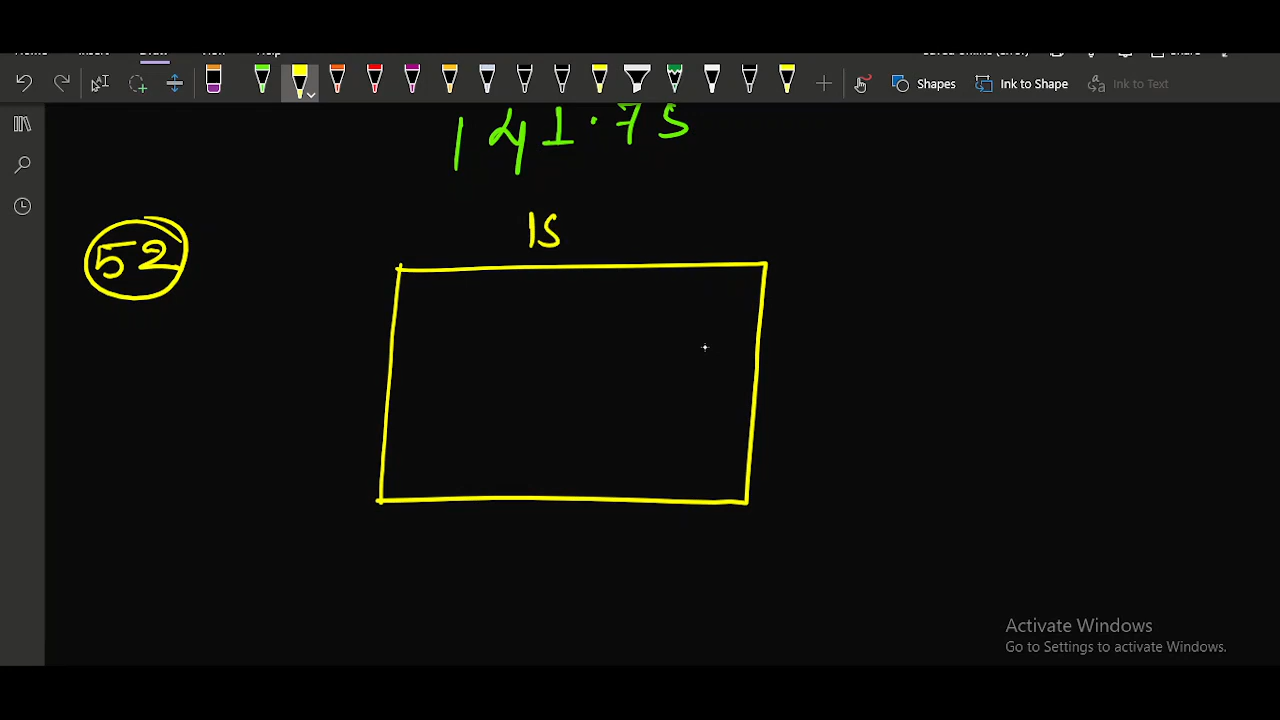 Share
Shapes
Ink to Shape
Ink to Text
141.75
15
52
Activate Windows
Go to Settings to activate Windows.